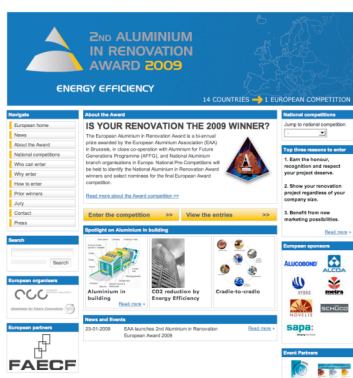 2ND ALUMINIUM
IN RENOVATION
AWARD 2009
ENERGY EFFICIENCY
14 COUNTRIES → 1 EUROPEAN COMPETITION
Navigate
European home
News
About the Award
National competitions
Who can enter
Why enter
How to enter
Prior winners
Jury
Contact
Press
Search
Search
European organisers
European partners
FAECF
About the Award
IS YOUR RENOVATION THE 2009 WINNER?
The European Aluminium in Renovation Award is a bi-annual
prize awarded by the European Aluminium Association (EAA)
in Brussels, in close co-operation with Aluminium for Future
Generations Programme (AFFG), and National Aluminium
branch organisations in Europe. National Pre-Competitions will
be held to identify the National Aluminium in Renovation Award
winners and select nominees for the final European Award
competition.
Read more about the Award competition >>
Enter the competition >>
View the entries >>
Spotlight on Aluminium in building
Aluminium in
building
Read more »
CO2 reduction by
Energy Efficiency
Cradle-to-cradle
News and Events
23-01-2009 EAA launches 2nd Aluminium in Renovation
European Award 2009
Read more »
National competitions
Jump to national competition:
-
Top three reasons to enter
1. Earn the honour,
recognition and respect
your project deserve.
2. Show your renovation
project regardless of your
company size.
3. Benefit from new
marketing possibilities.
Read more »
European sponsors
ALUCOBOND
ALCOA
HYDRO
metra
NOVELIS
SCHÜCO
sapa:
Event Partners